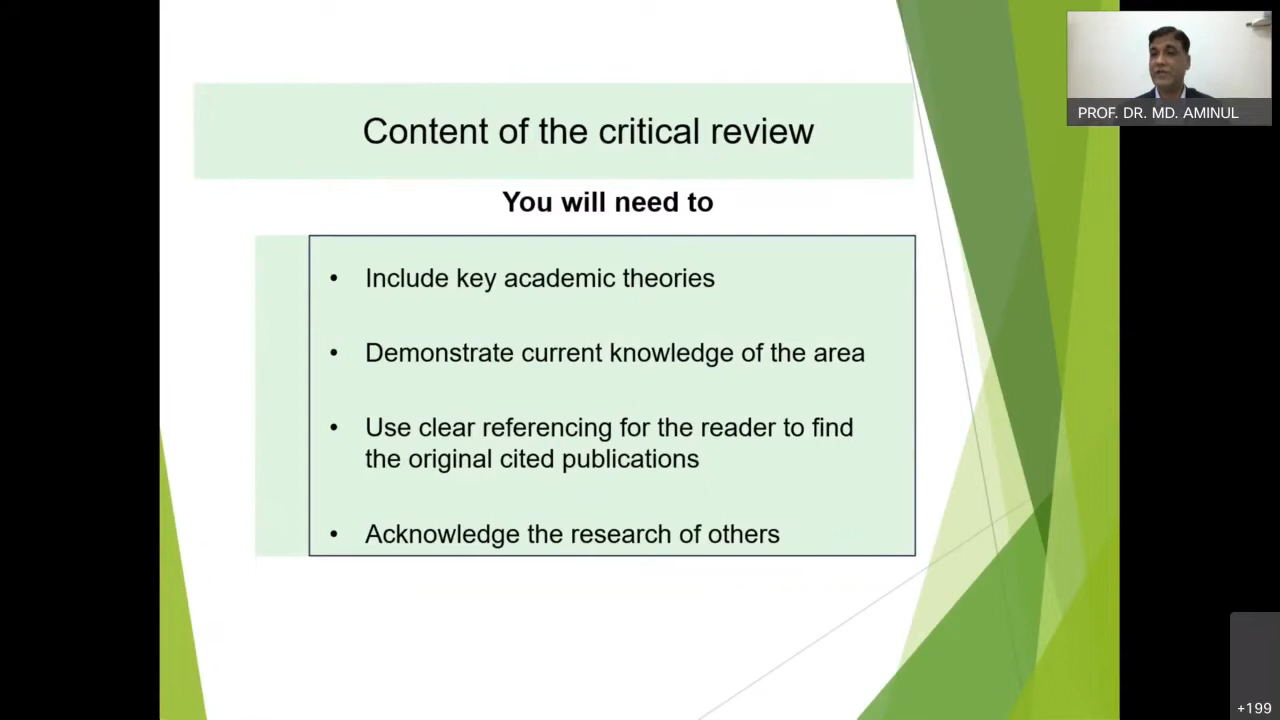 Content of the critical review
PROF. DR. MD. AMINUL
You will need to
• Include key academic theories
• Demonstrate current knowledge of the area
• Use clear referencing for the reader to find
the original cited publications
• Acknowledge the research of others
+199